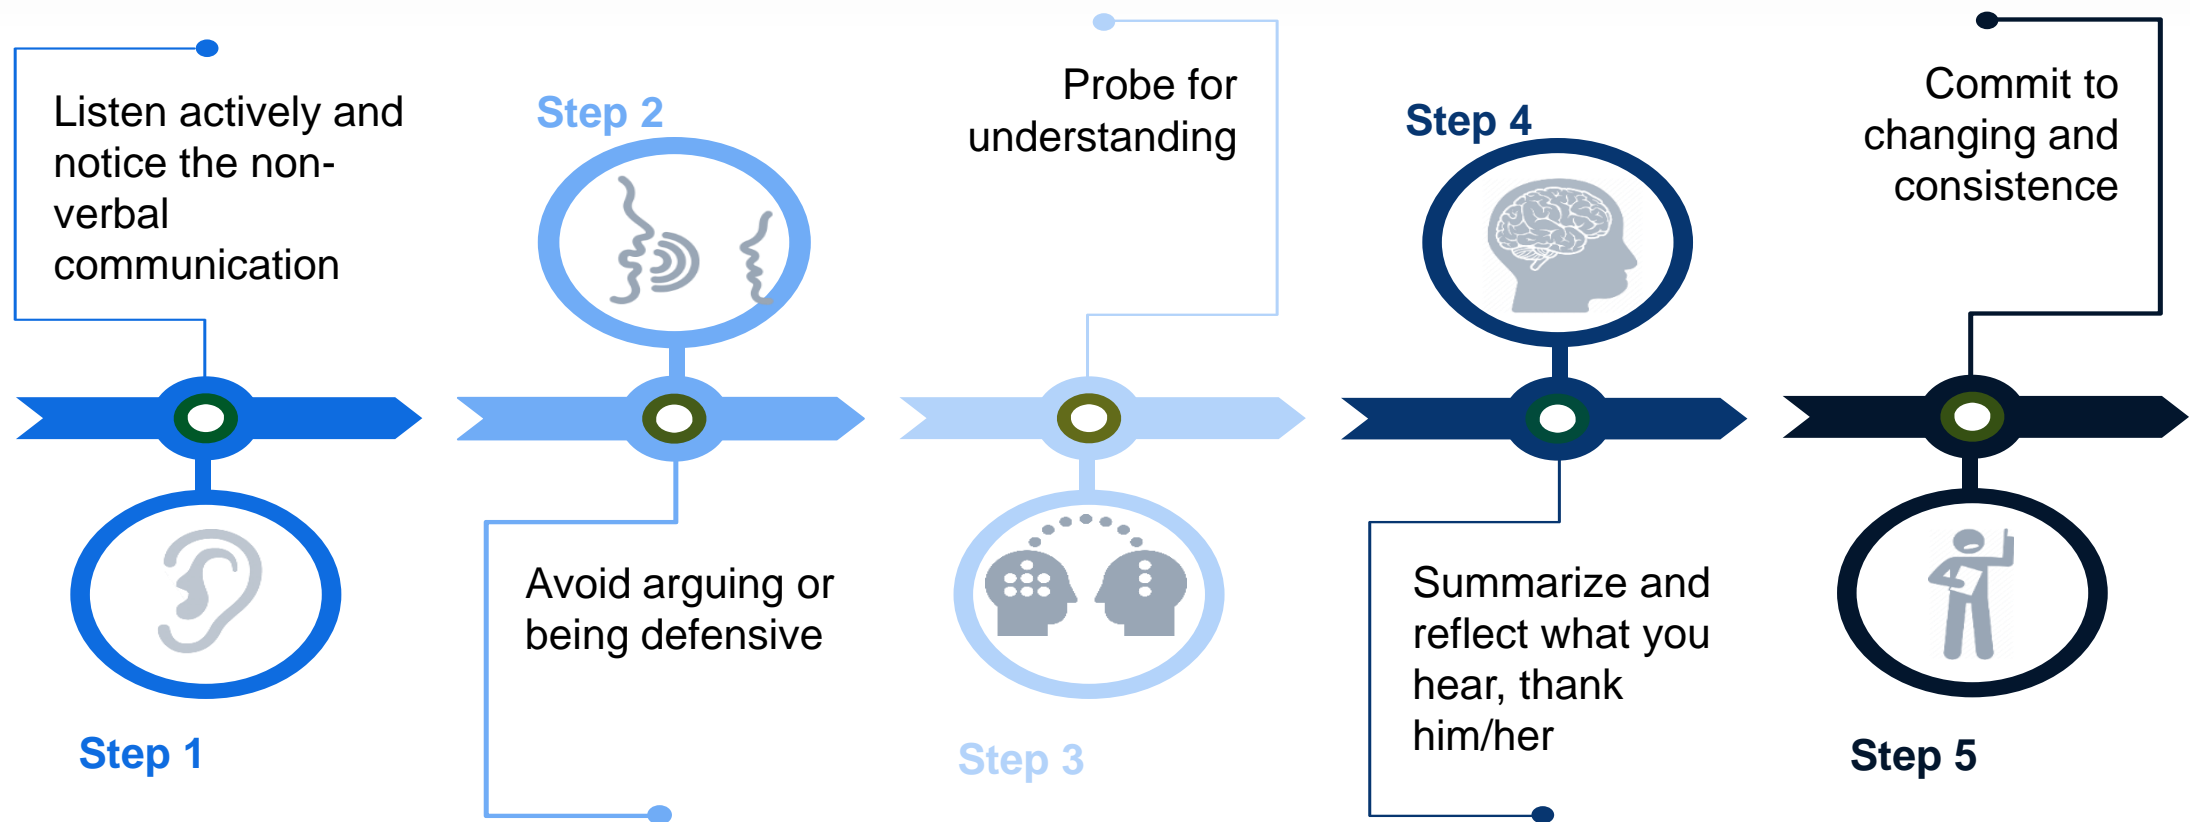 Listen actively and
notice the non-
verbal
communication
Step 1
Step 2
Avoid arguing or
being defensive
Probe for
understanding
Step 3
Step 4
Summarize and
reflect what you
hear, thank
him/her
Commit to
changing and
consistence
Step 5